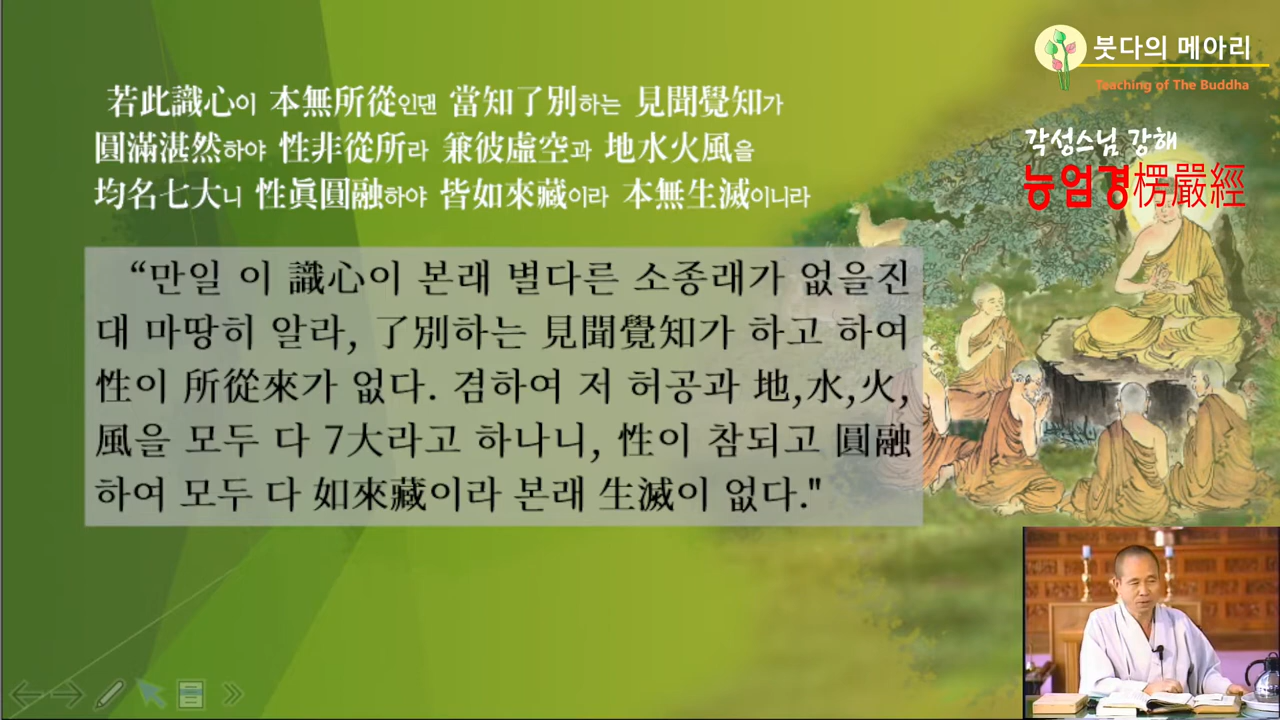 붓다의 메아리
Teaching of The Buddha
각성스님 강해
능엄경楞嚴經
若此識心이 本無所從인댄 當知了別하는 見聞覺知가
圓滿湛然하야 性非從所라 兼彼虛空과 地水火風을
均名七大니 性眞圓融하야 皆如來藏이라 本無生滅이니라
“만일 이 識心이 본래 별다른 소종래가 없을진
대 마땅히 알라, 了別하는 見聞覺知가 하고 하여
性이 所從來가 없다. 겸하여 저 허공과 地,水,火,
風을 모두 다 7大라고 하나니, 性이 참되고 圓融
하여 모두 다 如來藏이라 본래 生滅이 없다."